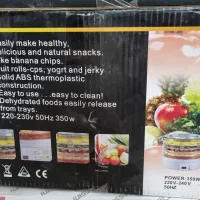 asily make healthy,
licious and natural snacks.
ke banana chips.
uit rolls-cps, yogrt and jerky
solid ABS thermoplastic
construction.
Easy to use . . .easy to clean!
Dehydrated foods easily release
from trays.
220-230v 50hz 350w
CE
POWER:350W
220V-240V
50HZ